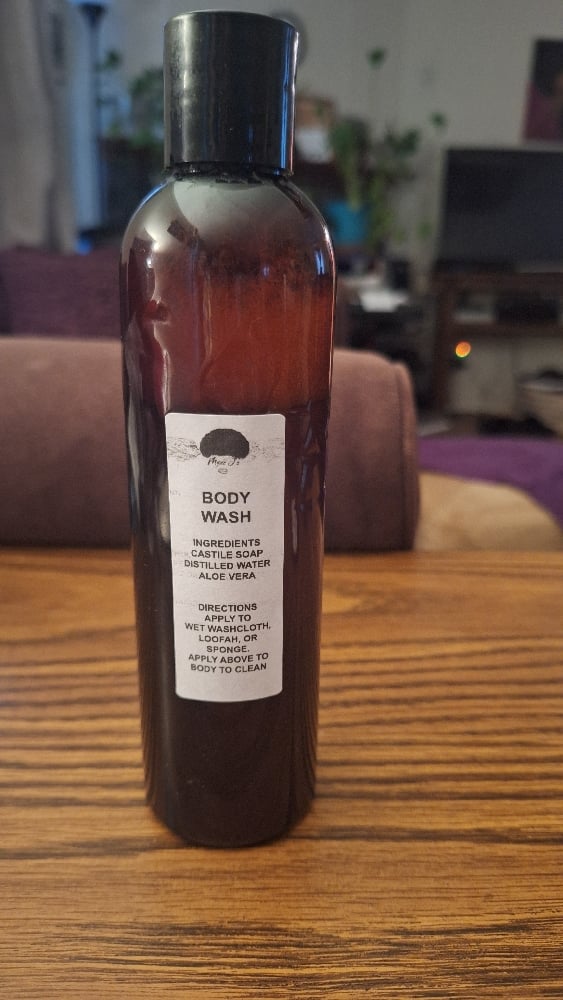 BODY
WASH
INGREDIENTS
CASTILE SOAP
DISTILLED WATER
ALOE VERA
DIRECTIONS
APPLY TO
WET WASHCLOTH,
LOOFAH, OR
SPONGE.
APPLY ABOVE TO
BODY TO CLEAN